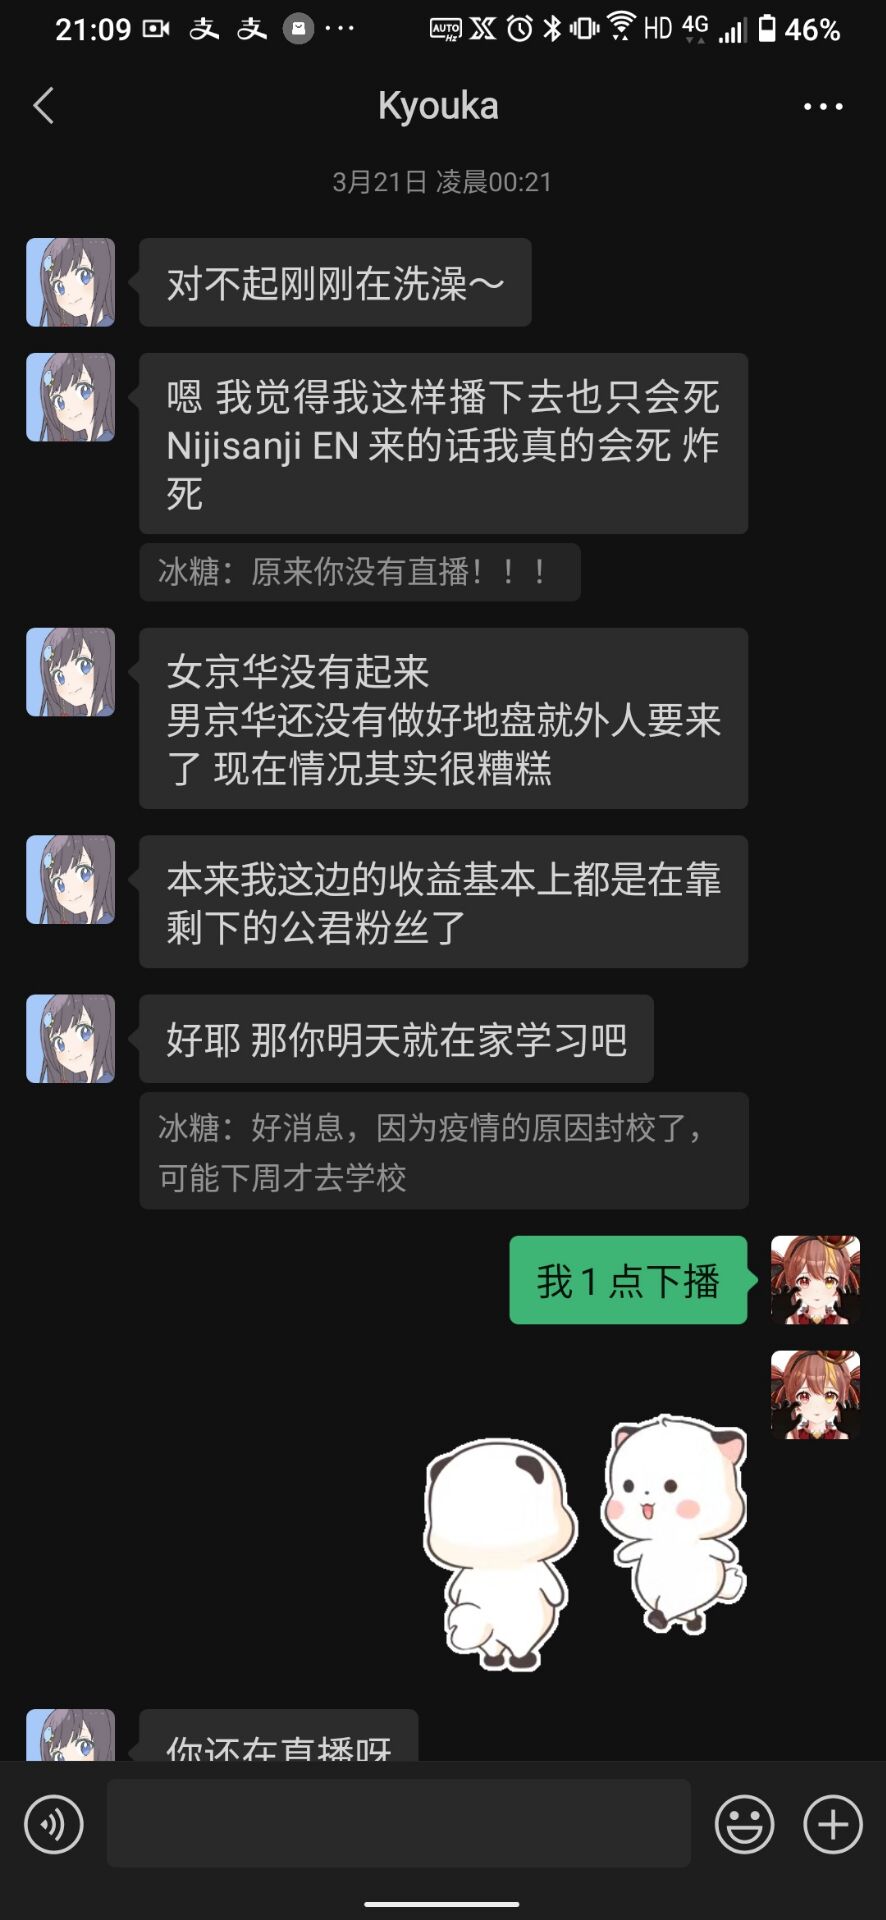 21:09 支 支 ··· AUTO Hz HD 4G 46%
Kyouka
3月21日 凌晨00:21
对不起刚刚在洗澡～
嗯 我觉得我这样播下去也只会死
Nijisanji EN 来的话我真的会死 炸
死
冰糖：原来你没有直播！！！
女京华没有起来
男京华还没有做好地盘就外人要来
了 现在情况其实很糟糕
本来我这边的收益基本上都是在靠
剩下的公君粉丝了
好耶 那你明天就在家学习吧
冰糖：好消息，因为疫情的原因封校了，
可能下周才去学校
我1点下播
你还在直播呀